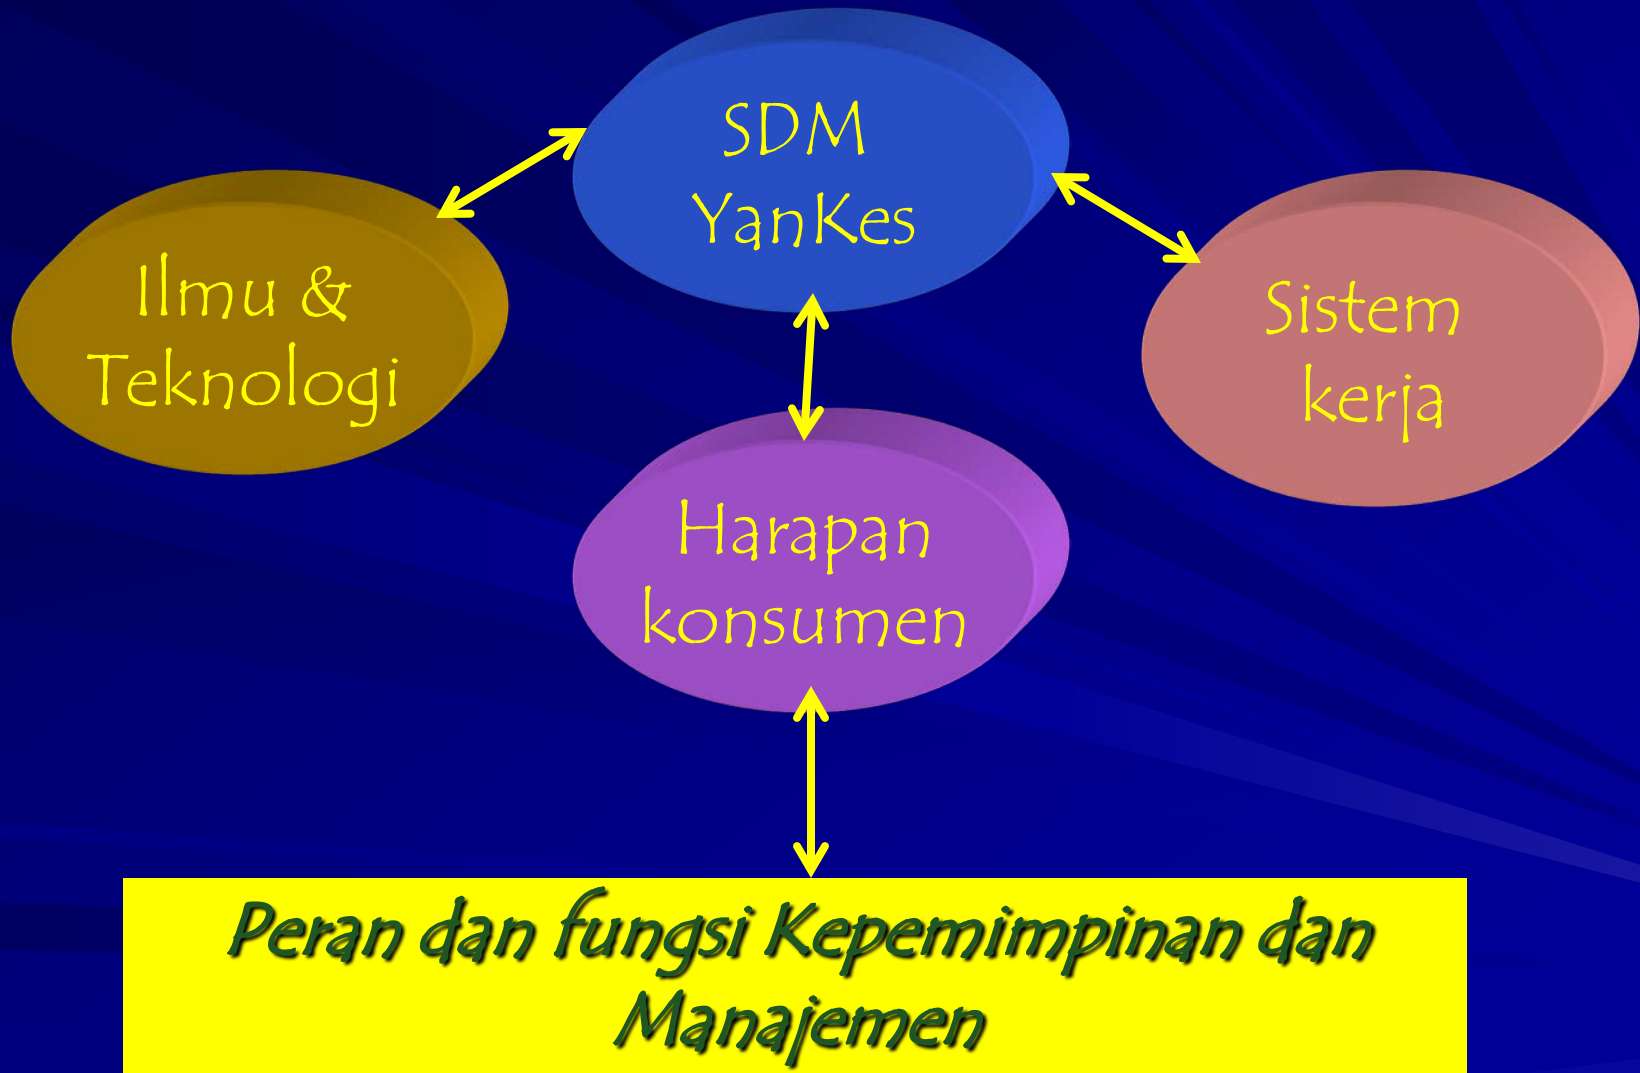 SDM
YanKes
Ilmu &
Teknologi
Sistem
kerja
Harapan
konsumen
Peran dan fungsi Kepemimpinan dan
Manajemen